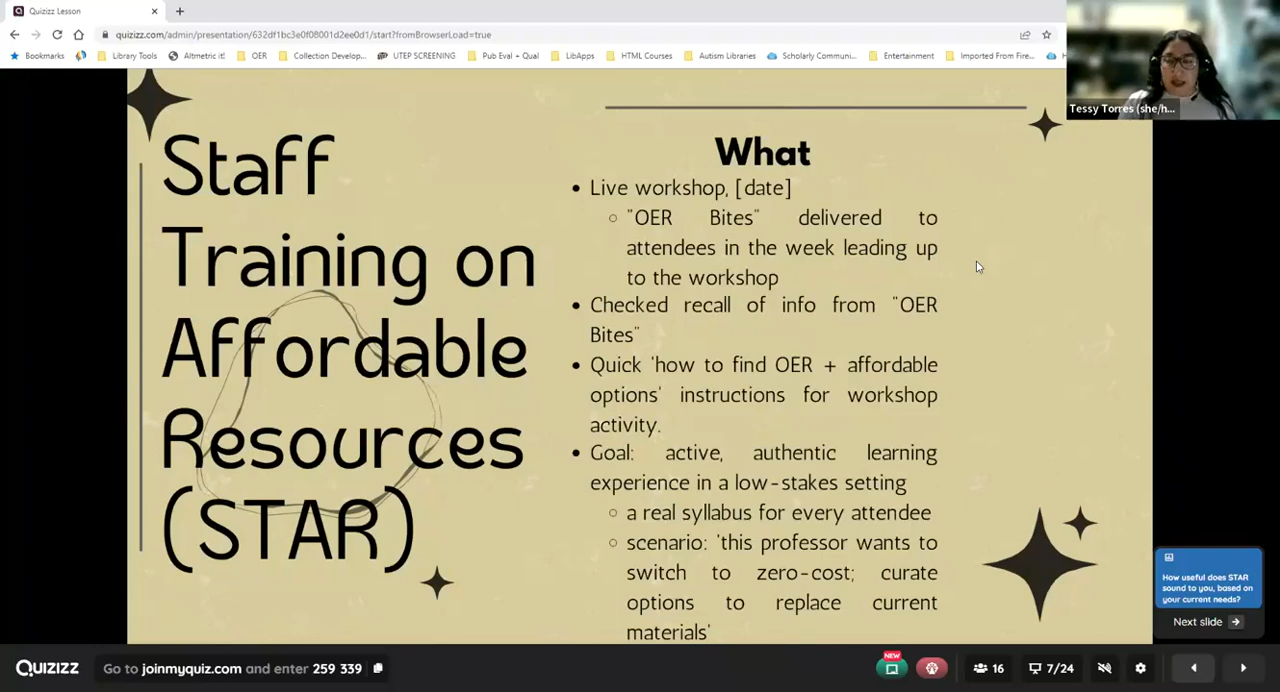 Quizizz Lesson
quizizz.com/admin/presentation/632df1bc3e0f08001d2ee0d1/start?fromBrowserLoad=true
Bookmarks Library Tools Altmetric it! OER Collection Develop... UTEP SCREENING Pub Eval + Qual LibApps HTML Courses Autism Libraries Scholarly Communi... Entertainment Imported From Fire...
Tessy Torres (she/h...
Staff
Training on
Affordable
Resources
(STAR)
What
• Live workshop, [date]
○ "OER Bites" delivered to
attendees in the week leading up
to the workshop
• Checked recall of info from "OER
Bites"
• Quick 'how to find OER + affordable
options' instructions for workshop
activity.
• Goal: active, authentic learning
experience in a low-stakes setting
○ a real syllabus for every attendee
○ scenario: 'this professor wants to
switch to zero-cost; curate
options to replace current
materials'
How useful does STAR
sound to you, based on
your current needs?
Next slide
Quizizz Go to joinmyquiz.com and enter 259 339 NEW 16 7/24